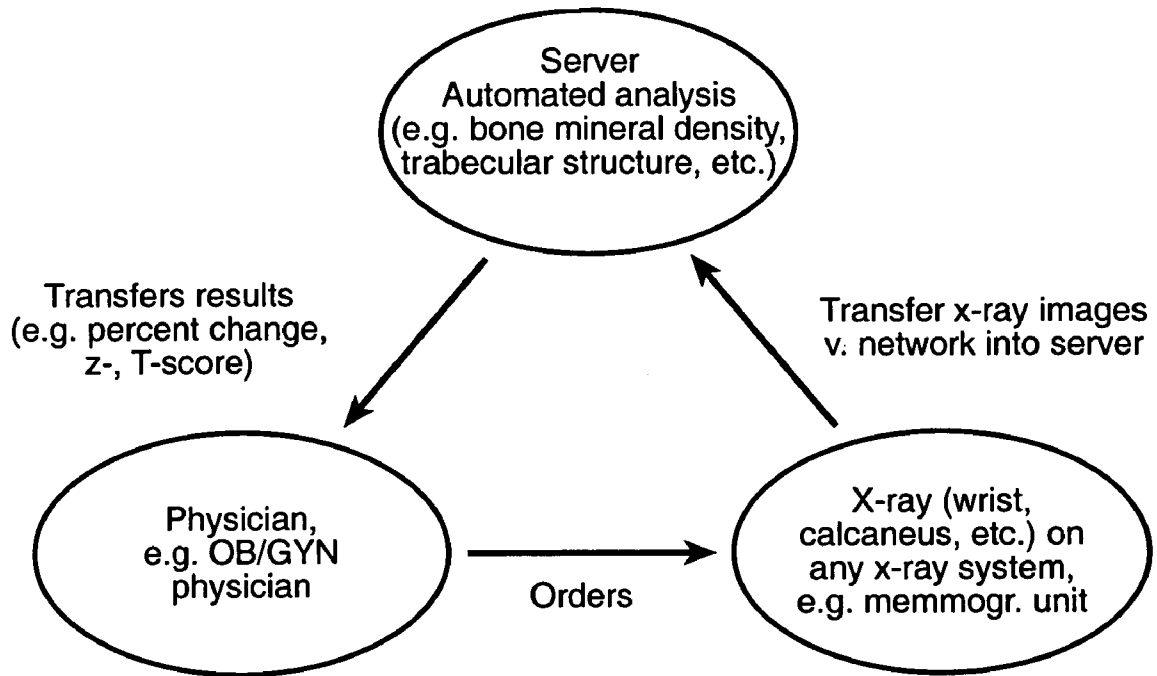 Server
Automated analysis
(e.g. bone mineral density,
trabecular structure, etc.)
Transfers results
(e.g. percent change,
z-, T-score)
Transfer x-ray images
v. network into server
Physician,
e.g. OB/GYN
physician
Orders
X-ray (wrist,
calcaneus, etc.) on
any x-ray system,
e.g. memmogr. unit